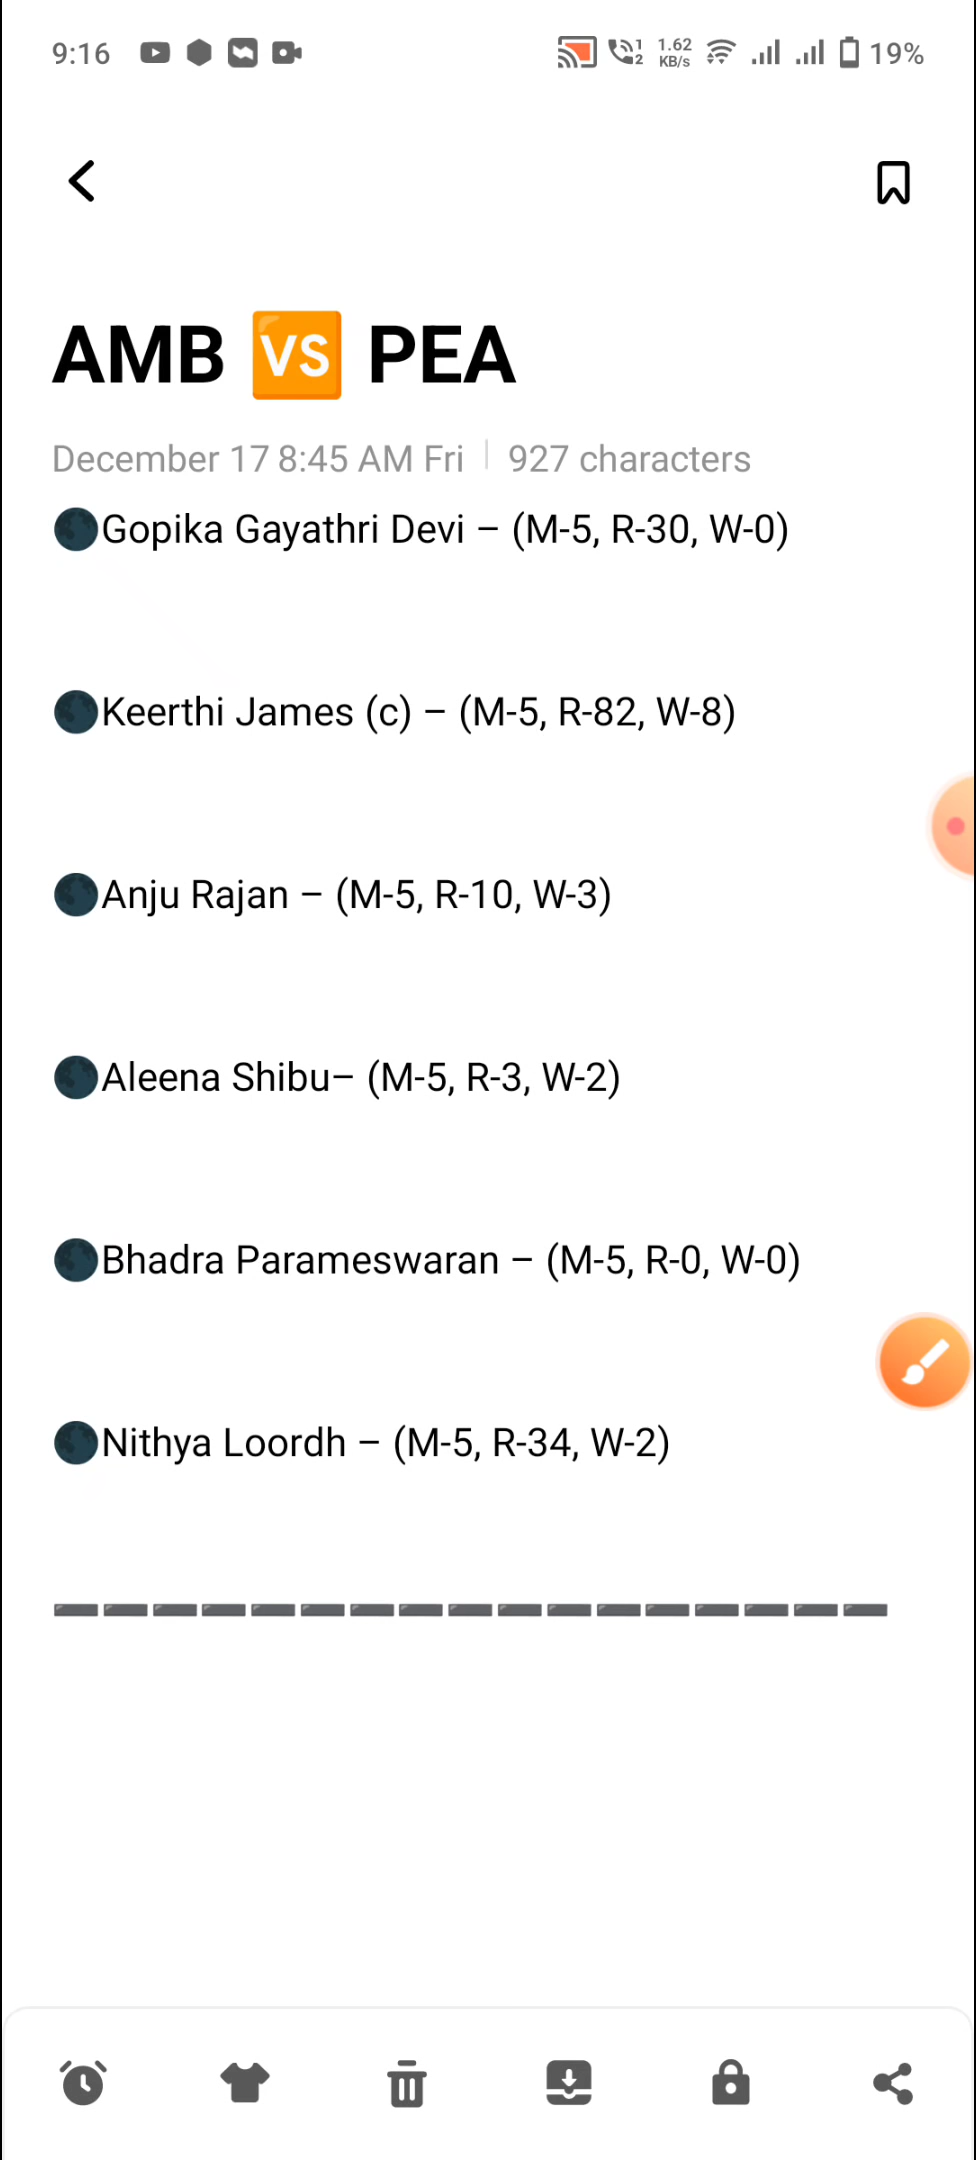 9:16 1 2 1.62 KB/s 19%
AMB 🆚 PEA
December 17 8:45 AM Fri | 927 characters
🌑Gopika Gayathri Devi – (M-5, R-30, W-0)
🌑Keerthi James (c) – (M-5, R-82, W-8)
🌑Anju Rajan – (M-5, R-10, W-3)
🌑Aleena Shibu– (M-5, R-3, W-2)
🌑Bhadra Parameswaran – (M-5, R-0, W-0)
🌑Nithya Loordh – (M-5, R-34, W-2)
➖➖➖➖➖➖➖➖➖➖➖➖➖➖➖➖➖